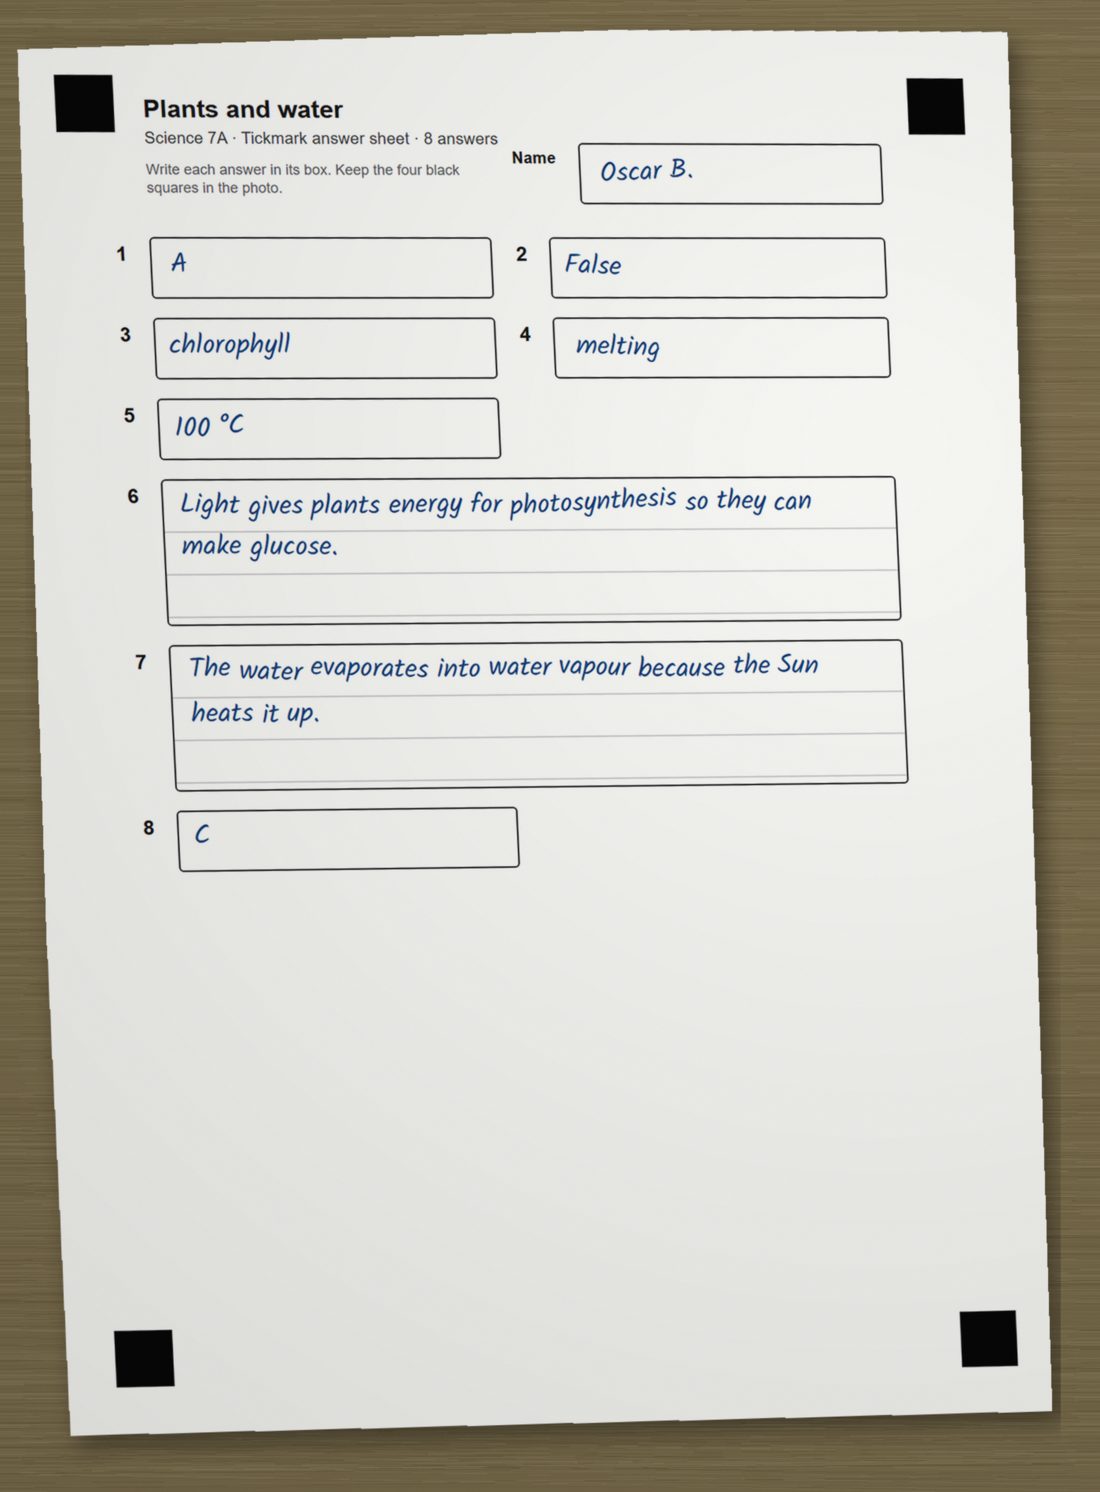 Plants and water
Science 7A · Tickmark answer sheet · 8 answers
Write each answer in its box. Keep the four black
squares in the photo.
Name
Oscar B.
1
A
2
False
3
chlorophyll
4
melting
5
100 °C
6
Light gives plants energy for photosynthesis so they can
make glucose.
7
The water evaporates into water vapour because the Sun
heats it up.
8
C